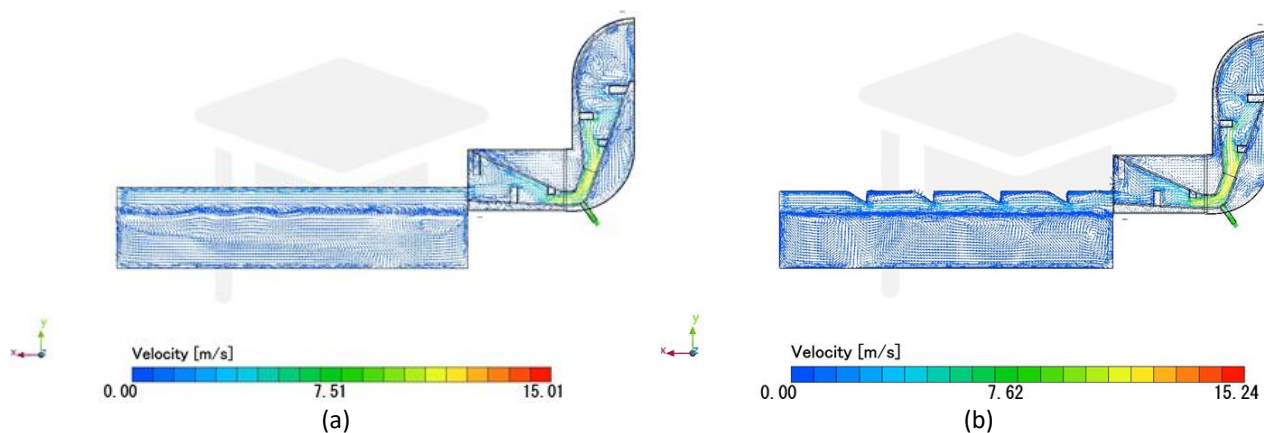 y
x
z
Velocity [m/s]
0.00 7.51 15.01
(a)
y
x
z
Velocity [m/s]
0.00 7.62 15.24
(b)